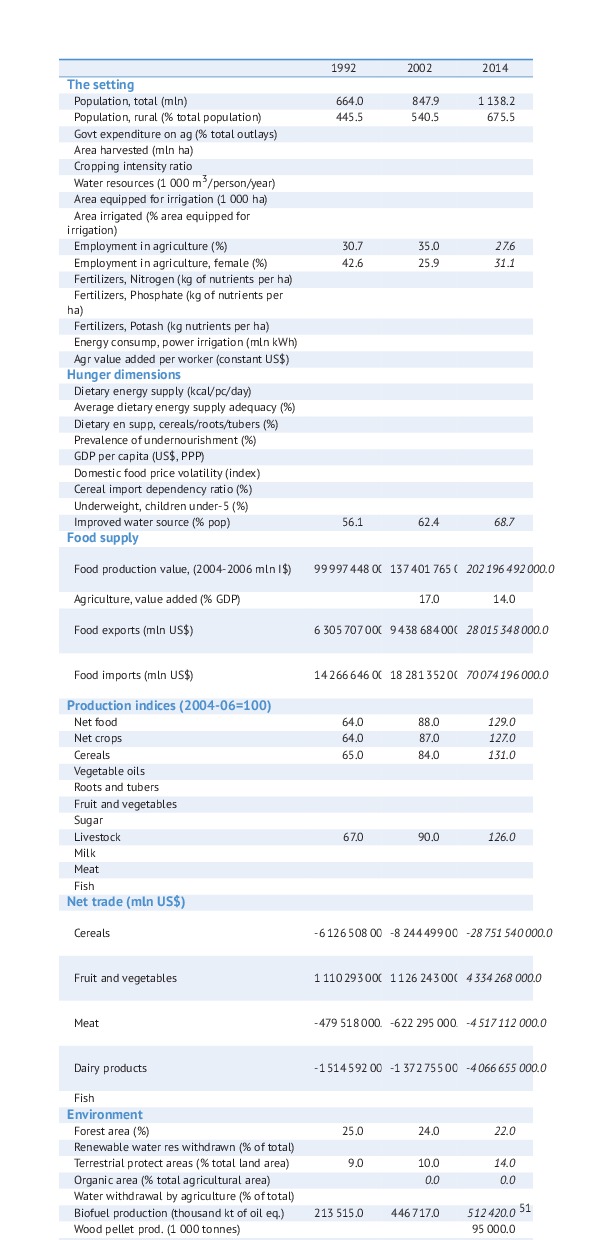 1992 2002 2014
The setting
Population, total (mln) 664.0 847.9 1 138.2
Population, rural (% total population) 445.5 540.5 675.5
Govt expenditure on ag (% total outlays)
Area harvested (mln ha)
Cropping intensity ratio
Water resources (1 000 m³/person/year)
Area equipped for irrigation (1 000 ha)
Area irrigated (% area equipped for
irrigation)
Employment in agriculture (%) 30.7 35.0 27.6
Employment in agriculture, female (%) 42.6 25.9 31.1
Fertilizers, Nitrogen (kg of nutrients per ha)
Fertilizers, Phosphate (kg of nutrients per
ha)
Fertilizers, Potash (kg nutrients per ha)
Energy consump, power irrigation (mln kWh)
Agr value added per worker (constant US$)
Hunger dimensions
Dietary energy supply (kcal/pc/day)
Average dietary energy supply adequacy (%)
Dietary en supp, cereals/roots/tubers (%)
Prevalence of undernourishment (%)
GDP per capita (US$, PPP)
Domestic food price volatility (index)
Cereal import dependency ratio (%)
Underweight, children under-5 (%)
Improved water source (% pop) 56.1 62.4 68.7
Food supply
Food production value, (2004-2006 mln I$) 99 997 448 00 137 401 765 0 202 196 492 000.0
Agriculture, value added (% GDP) 17.0 14.0
Food exports (mln US$) 6 305 707 000 9 438 684 000 28 015 348 000.0
Food imports (mln US$) 14 266 646 00 18 281 352 00 70 074 196 000.0
Production indices (2004-06=100)
Net food 64.0 88.0 129.0
Net crops 64.0 87.0 127.0
Cereals 65.0 84.0 131.0
Vegetable oils
Roots and tubers
Fruit and vegetables
Sugar
Livestock 67.0 90.0 126.0
Milk
Meat
Fish
Net trade (mln US$)
Cereals -6 126 508 00 -8 244 499 00 -28 751 540 000.0
Fruit and vegetables 1 110 293 000 1 126 243 000 4 334 268 000.0
Meat -479 518 000. -622 295 000. -4 517 112 000.0
Dairy products -1 514 592 00 -1 372 755 00 -4 066 655 000.0
Fish
Environment
Forest area (%) 25.0 24.0 22.0
Renewable water res withdrawn (% of total)
Terrestrial protect areas (% total land area) 9.0 10.0 14.0
Organic area (% total agricultural area) 0.0 0.0
Water withdrawal by agriculture (% of total)
Biofuel production (thousand kt of oil eq.) 213 515.0 446 717.0 512 420.0 51
Wood pellet prod. (1 000 tonnes) 95 000.0